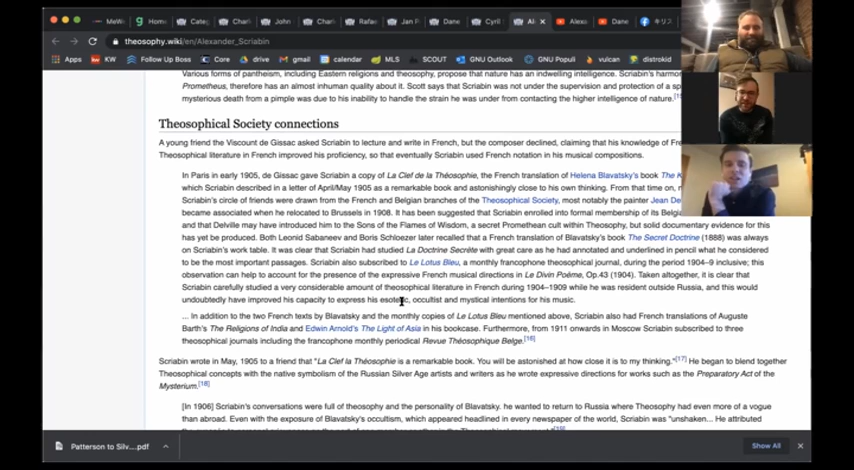 MeWe
Home
Categ
Charl
John
Charl
Rafae
Jan P
Dane
Cyril
Al
Alexa
Dane
キリス
theosophy.wiki/en/Alexander_Scriabin
Apps KW Follow Up Boss Core drive gmail calendar MLS SCOUT GNU Outlook GNU Populi vulcan distrokid
Various forms of pantheism, including Eastern religions and theosophy, propose that nature has an indwelling intelligence. Scriabin's harmon
Prometheus, therefore has an almost inhuman quality about it. Scott says that Scriabin was not under the supervision and protection of a sp
mysterious death from a pimple was due to his inability to handle the strain he was under from contacting the higher intelligence of nature.
Theosophical Society connections
A young friend the Viscount de Gissac asked Scriabin to lecture and write in French, but the composer declined, claiming that his knowledge of Fre
Theosophical literature in French improved his proficiency, so that eventually Scriabin used French notation in his musical compositions.
In Paris in early 1905, de Gissac gave Scriabin a copy of La Clef de la Théosophie, the French translation of Helena Blavatsky's book The K
which Scriabin described in a letter of April/May 1905 as a remarkable book and astonishingly close to his own thinking. From that time on,
Scriabin's circle of friends were drawn from the French and Belgian branches of the Theosophical Society, most notably the painter Jean De
became associated when he relocated to Brussels in 1908. It has been suggested that Scriabin enrolled into formal membership of its Belgia
and that Delville may have introduced him to the Sons of the Flames of Wisdom, a secret Promethean cult within Theosophy, but solid documentary evidence for this
has yet be produced. Both Leonid Sabaneev and Boris Schloezer later recalled that a French translation of Blavatsky's book The Secret Doctrine (1888) was always
on Scriabin's work table. It was clear that Scriabin had studied La Doctrine Secrète with great care as he had annotated and underlined in pencil what he considered
to be the most important passages. Scriabin also subscribed to Le Lotus Bleu, a monthly francophone theosophical journal, during the period 1904–9 inclusive; this
observation can help to account for the presence of the expressive French musical directions in Le Divin Poème, Op.43 (1904). Taken altogether, it is clear that
Scriabin carefully studied a very considerable amount of theosophical literature in French during 1904–1909 while he was resident outside Russia, and this would
undoubtedly have improved his capacity to express his esoteric, occultist and mystical intentions for his music.
... In addition to the two French texts by Blavatsky and the monthly copies of Le Lotus Bleu mentioned above, Scriabin also had French translations of Auguste
Barth's The Religions of India and Edwin Arnold's The Light of Asia in his bookcase. Furthermore, from 1911 onwards in Moscow Scriabin subscribed to three
theosophical journals including the francophone monthly periodical Revue Théosophique Belge.[16]
Scriabin wrote in May, 1905 to a friend that "La Clef la Théosophie is a remarkable book. You will be astonished at how close it is to my thinking."[17] He began to blend together
Theosophical concepts with the native symbolism of the Russian Silver Age artists and writers as he wrote expressive directions for works such as the Preparatory Act of the
Mysterium.[18]
[In 1906] Scriabin's conversations were full of theosophy and the personality of Blavatsky. he wanted to return to Russia where Theosophy had even more of a vogue
than abroad. Even with the exposure of Blavatsky's occultism, which appeared headlined in every newspaper of the world, Scriabin was "unshaken... He attributed
Patterson to Silv....pdf
Show All